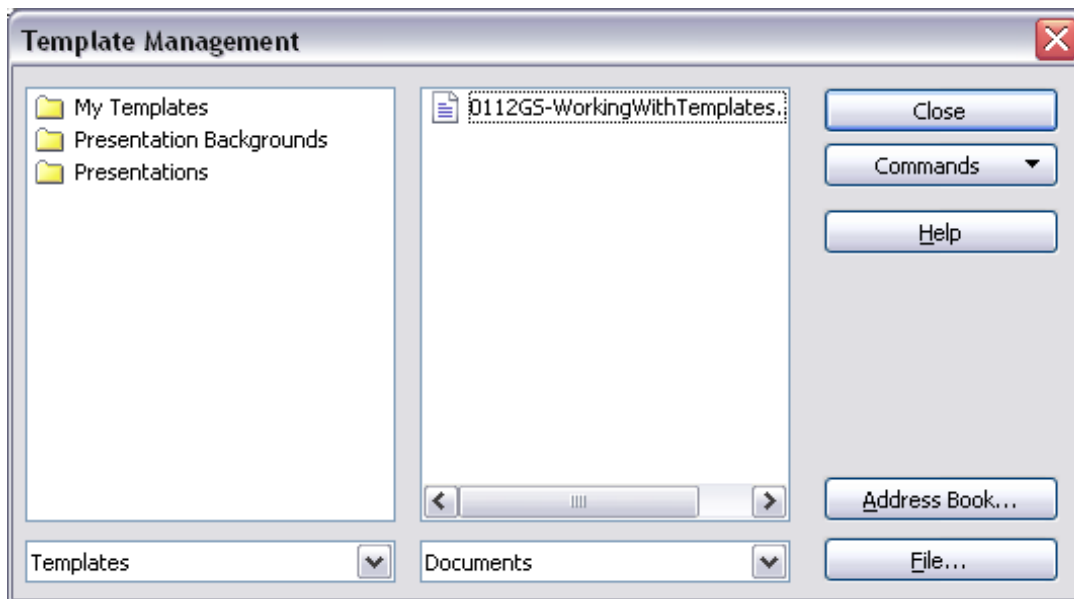 Template Management
My Templates
Presentation Backgrounds
Presentations
Templates
0112GS-WorkingWithTemplates.
Documents
Close
Commands
Help
Address Book...
File...